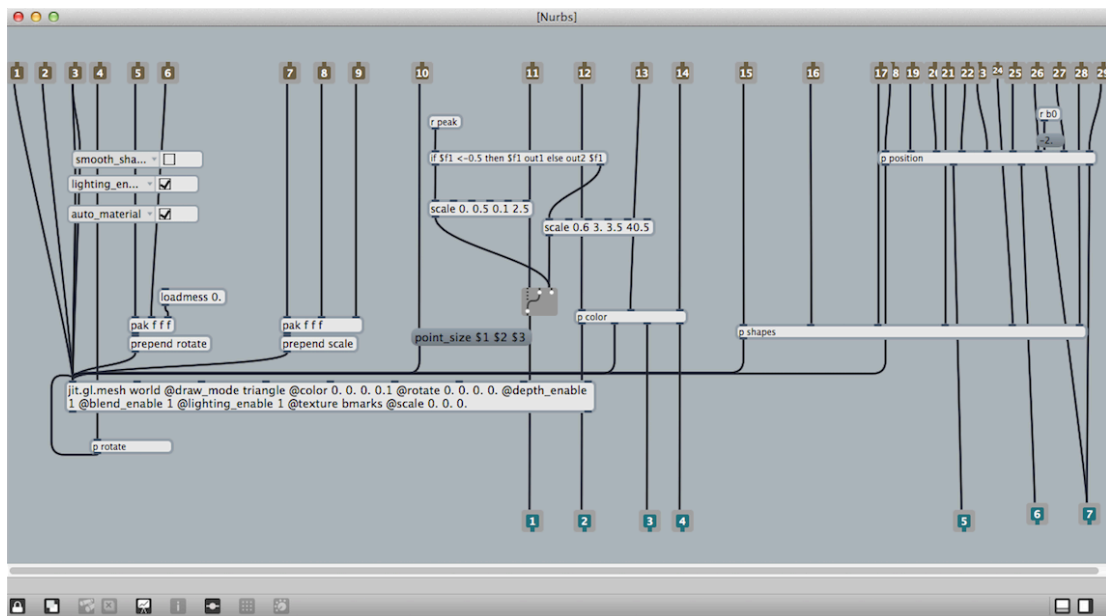 [Nurbs]
1 2 3 4 5 6 7 8 9 10 11 12 13 14 15 16 17 8 19 20 21 22 3 24 25 26 27 28 29
r peak
r b0
-2.
smooth_sha...
if $f1 <-0.5 then $f1 out1 else out2 $f1
p position
lighting_en...
auto_material
scale 0. 0.5 0.1 2.5
scale 0.6 3. 3.5 40.5
loadmess 0.
pak f f f
pak f f f
p color
prepend rotate
prepend scale
point_size $1 $2 $3
p shapes
jit.gl.mesh world @draw_mode triangle @color 0. 0. 0. 0.1 @rotate 0. 0. 0. 0. @depth_enable
1 @blend_enable 1 @lighting_enable 1 @texture bmarks @scale 0. 0. 0.
p rotate
1 2 3 4 5 6 7